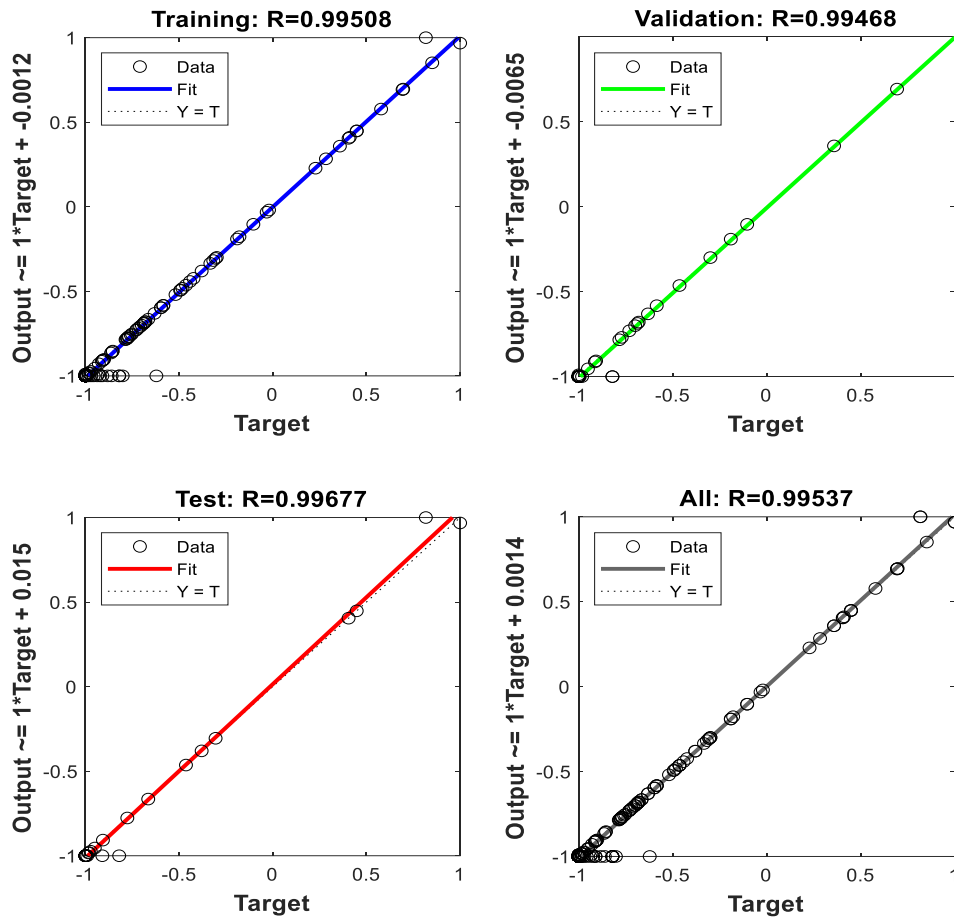 Training: R=0.99508
Output ~= 1*Target + -0.0012
Data
Fit
Y = T
1
0.5
0
-0.5
-1
-1 -0.5 0 0.5 1
Target
Validation: R=0.99468
Output ~= 1*Target + -0.0065
Data
Fit
Y = T
0.5
0
-0.5
-1
-1 -0.5 0 0.5
Target
Test: R=0.99677
Output ~= 1*Target + 0.015
Data
Fit
Y = T
1
0.5
0
-0.5
-1
-1 -0.5 0 0.5 1
Target
All: R=0.99537
Output ~= 1*Target + 0.0014
Data
Fit
Y = T
1
0.5
0
-0.5
-1
-1 -0.5 0 0.5 1
Target